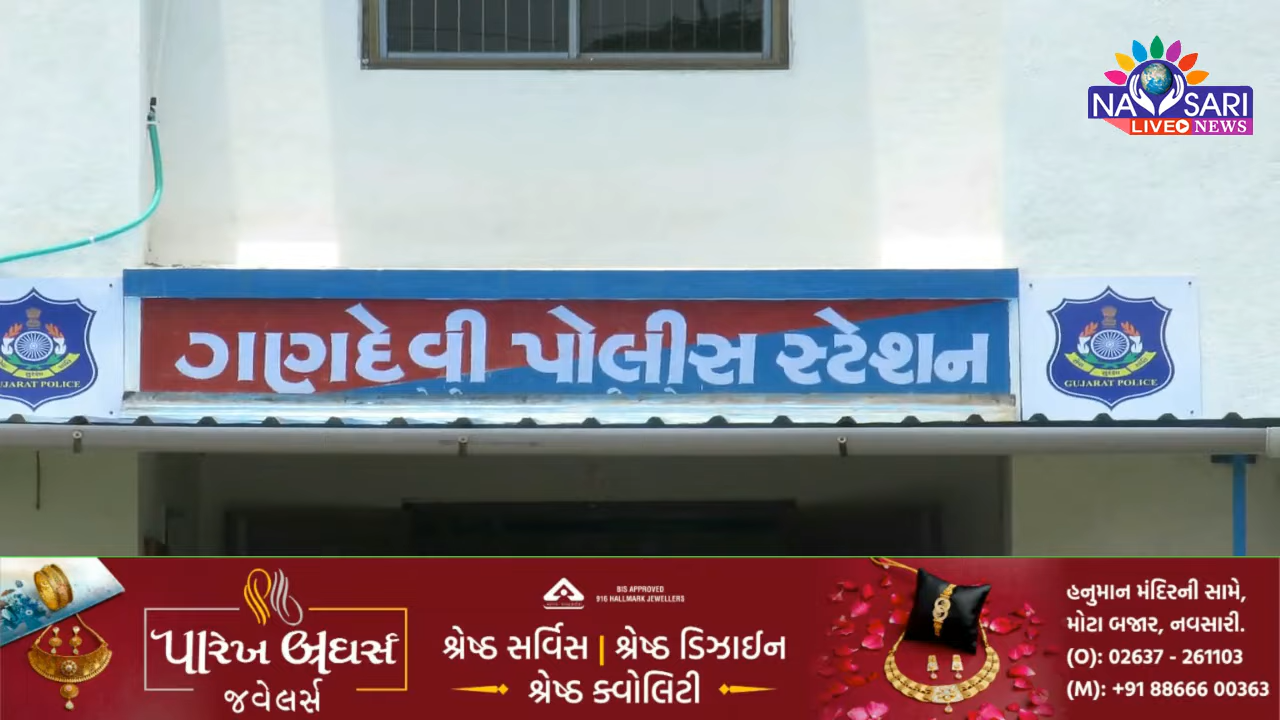 NAVSARI
LIVE NEWS
ગણદેવી પોલીસ સ્ટેશન
GUJARAT POLICE
GUJARAT POLICE
પારેખ બ્રધર્સ
જવેલર્સ
BIS APPROVED
916 HALLMARK JEWELLERS
શ્રેષ્ઠ સર્વિસ | શ્રેષ્ઠ ડિઝાઈન
શ્રેષ્ઠ ક્વોલિટી
હનુમાન મંદિરની સામે,
મોટા બજાર, નવસારી.
(O): 02637 - 261103
(M): +91 88666 00363